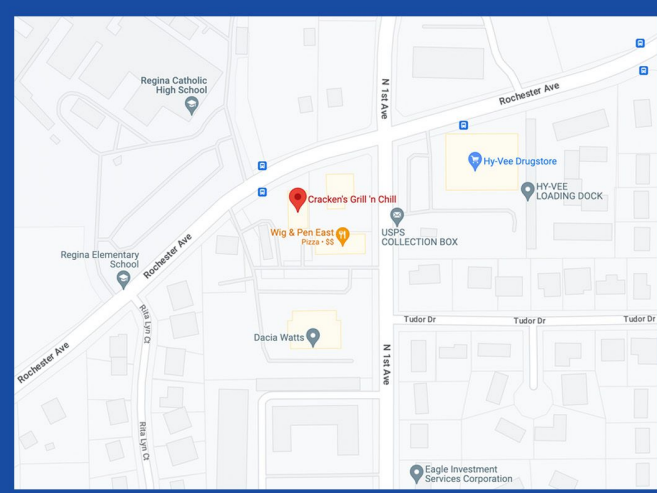 Regina Catholic
High School
N 1st Ave
Rochester Ave
Hy-Vee Drugstore
HY-VEE
LOADING DOCK
Cracken's Grill 'n Chill
Wig & Pen East
Pizza • $$
USPS
COLLECTION BOX
Regina Elementary
School
Rochester Ave
Rita Lyn Ct
Tudor Dr
Tudor Dr
Tudor Dr
Dacia Watts
N 1st Ave
Rochester Ave
Rita Lyn Ct
Eagle Investment
Services Corporation